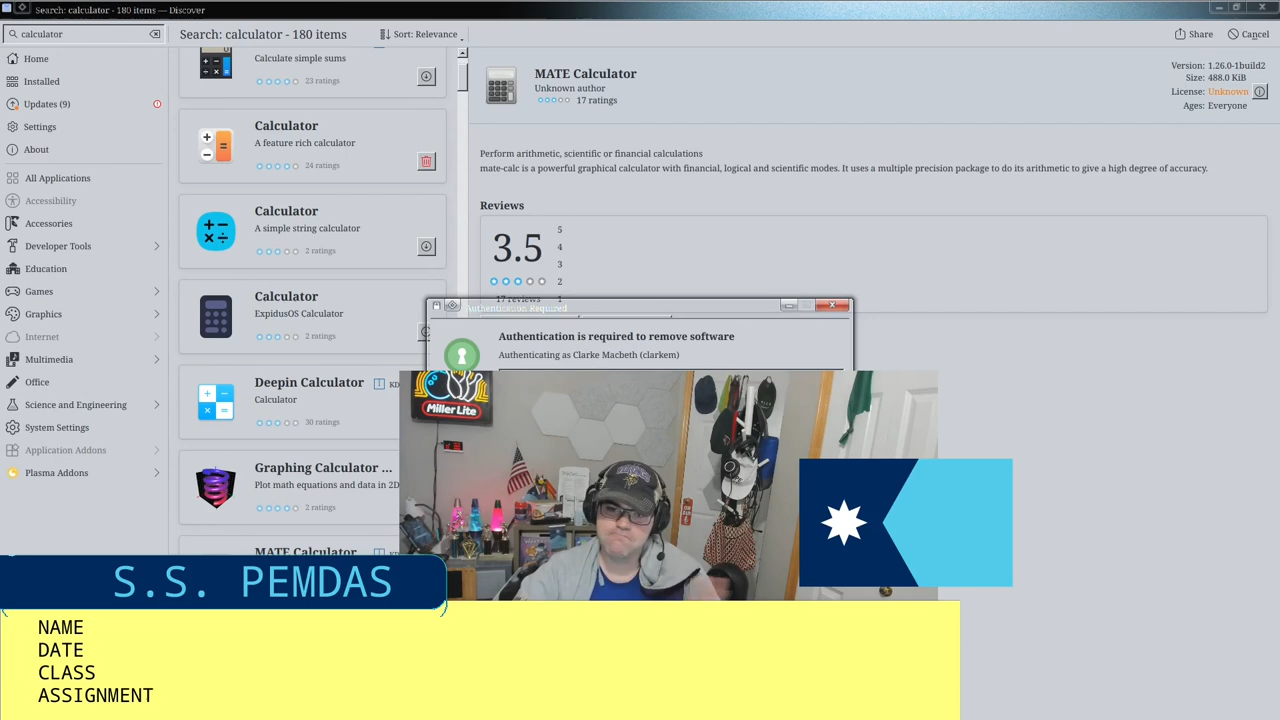 Search: calculator - 180 items — Discover
calculator
Search: calculator - 180 items
Sort: Relevance
Share
Cancel
Home
Installed
Updates (9)
Settings
About
All Applications
Accessibility
Accessories
Developer Tools
Education
Games
Graphics
Internet
Multimedia
Office
Science and Engineering
System Settings
Application Addons
Plasma Addons
Calculate simple sums
23 ratings
Calculator
A feature rich calculator
24 ratings
Calculator
A simple string calculator
2 ratings
Calculator
ExpidusOS Calculator
2 ratings
Deepin Calculator
KD
Calculator
30 ratings
Graphing Calculator ...
Plot math equations and data in 2D
2 ratings
MATE Calculator
KD
MATE Calculator
Unknown author
17 ratings
Version: 1.26.0-1build2
Size: 488.0 KiB
License: Unknown
Ages: Everyone
Perform arithmetic, scientific or financial calculations
mate-calc is a powerful graphical calculator with financial, logical and scientific modes. It uses a multiple precision package to do its arithmetic to give a high degree of accuracy.
Reviews
3.5
17 reviews
5
4
3
2
1
Authentication Required
Authentication is required to remove software
Authenticating as Clarke Macbeth (clarkem)
Miller Lite
S.S. PEMDAS
NAME
DATE
CLASS
ASSIGNMENT